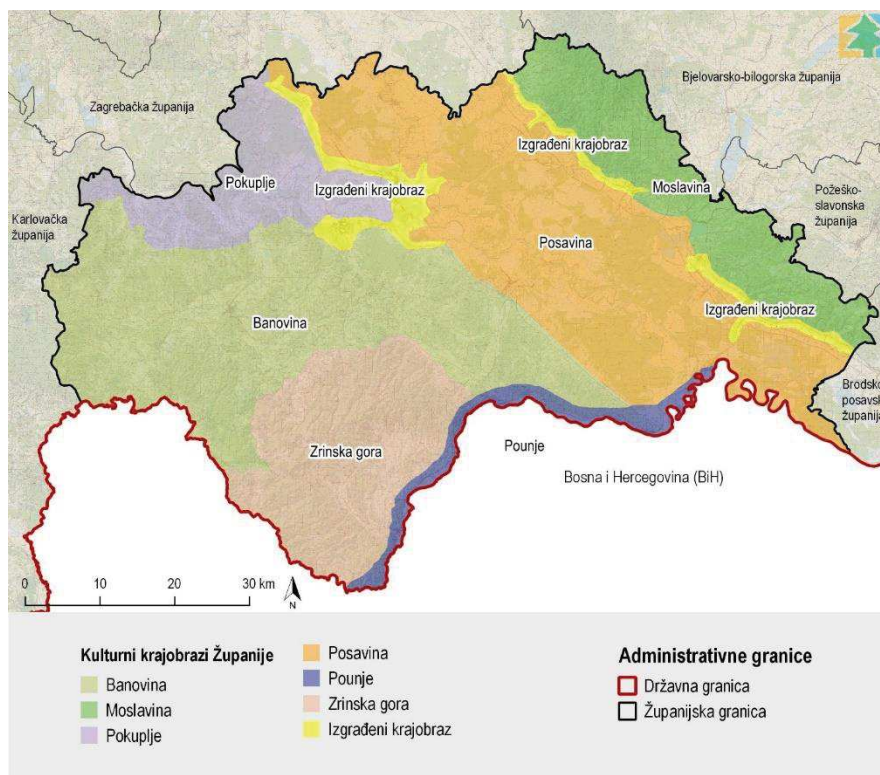 Bjelovarsko-bilogorska županija
Zagrebačka županija
Izgrađeni krajobraz
Pokuplje
Izgrađeni krajobraz
Moslavina
Požeško-
slavonska
županija
Karlovačka
županija
Posavina
Izgrađeni krajobraz
Banovina
Brodsko-
posavska
županija
Zrinska gora
Pounje
Bosna i Hercegovina (BiH)
0 10 20 30 km
N
Kulturni krajobrazi Županije
Banovina
Moslavina
Pokuplje
Posavina
Pounje
Zrinska gora
Izgrađeni krajobraz
Administrativne granice
Državna granica
Županijska granica